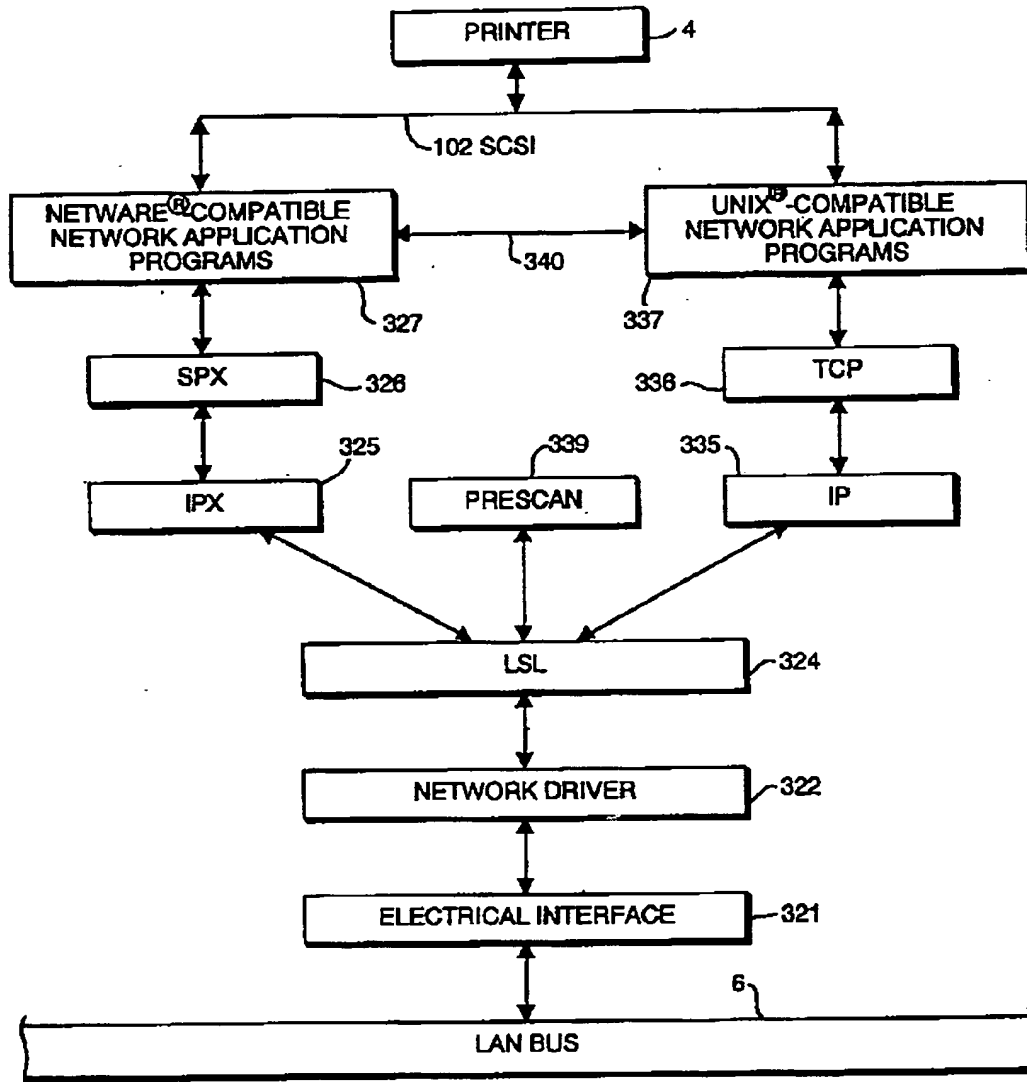 PRINTER
4
102 SCSI
NETWARE®-COMPATIBLE
NETWORK APPLICATION
PROGRAMS
UNIX®-COMPATIBLE
NETWORK APPLICATION
PROGRAMS
340
327
337
SPX
326
TCP
336
325
339
335
IPX
PRESCAN
IP
LSL
324
NETWORK DRIVER
322
ELECTRICAL INTERFACE
321
6
LAN BUS